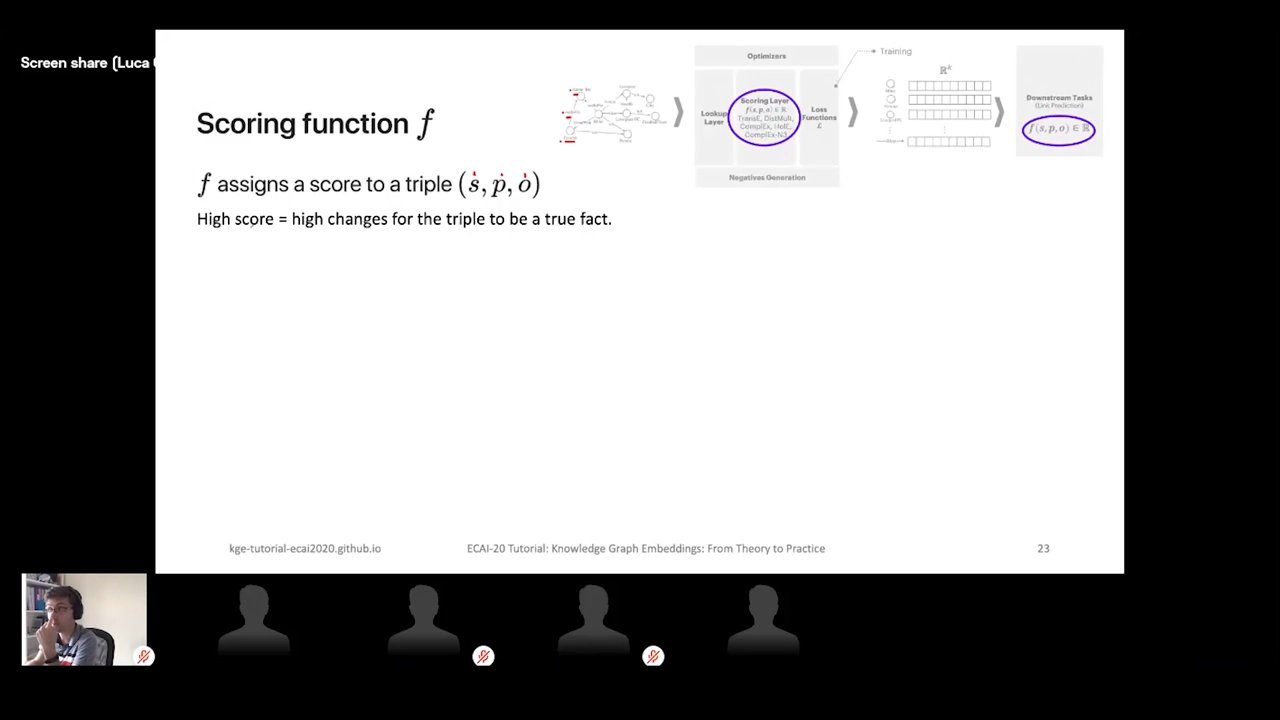 Screen share (Luca
Scoring function f
f assigns a score to a triple (s, p, o)
High score = high changes for the triple to be a true fact.
Optimizers
Lookup
Layer
Scoring Layer
f(s, p, o) ∈ ℝ
TransE, DistMult,
ComplEx, HolE,
ComplEx-N3
Loss
Functions
ℒ
Negatives Generation
Training
ℝᵏ
Downstream Tasks
(Link Prediction)
f(s, p, o) ∈ ℝ
kge-tutorial-ecai2020.github.io
ECAI-20 Tutorial: Knowledge Graph Embeddings: From Theory to Practice
23